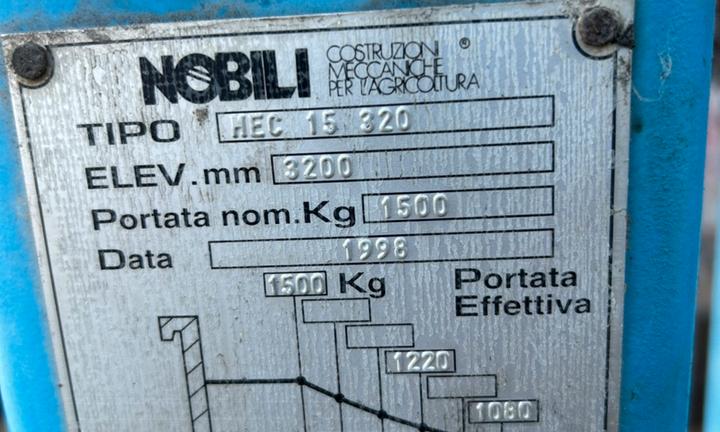 NOBILI COSTRUZIONI ®
MECCANICHE
PER L'AGRICOLTURA
TIPO HEC 15 320
ELEV. mm 3200
Portata nom. Kg 1500
Data 1998
1500 Kg Portata
Effettiva
1220
1080